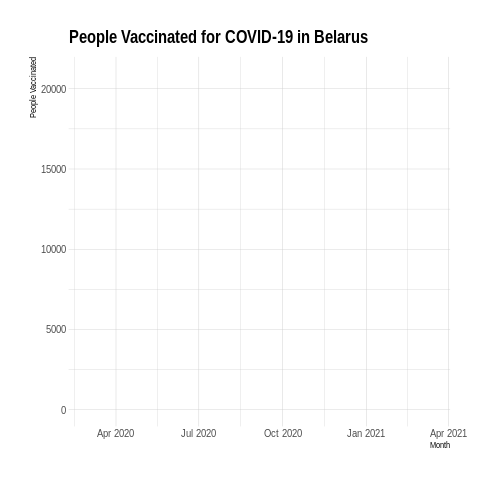 People Vaccinated for COVID-19 in Belarus
People Vaccinated
20000
15000
10000
5000
0
Apr 2020 Jul 2020 Oct 2020 Jan 2021 Apr 2021
Month